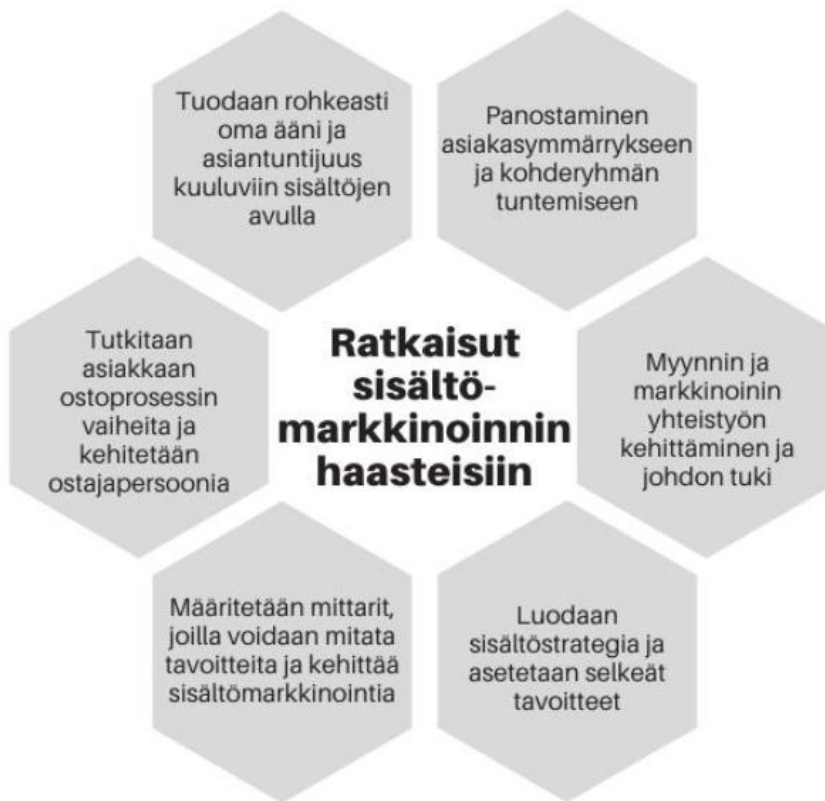 Tuodaan rohkeasti
oma ääni ja
asiantuntijuus
kuuluviin sisältöjen
avulla
Panostaminen
asiakasymmärrykseen
ja kohderyhmän
tuntemiseen
Tutkitaan
asiakkaan
ostoprosessin
vaiheita ja
kehitetään
ostajapersoonia
Ratkaisut
sisältö-
markkinoinnin
haasteisiin
Myynnin ja
markkinoinin
yhteistyön
kehittäminen ja
johdon tuki
Määritetään mittarit,
joilla voidaan mitata
tavoitteita ja kehittää
sisältömarkkinointia
Luodaan
sisältöstrategia ja
asetetaan selkeät
tavoitteet